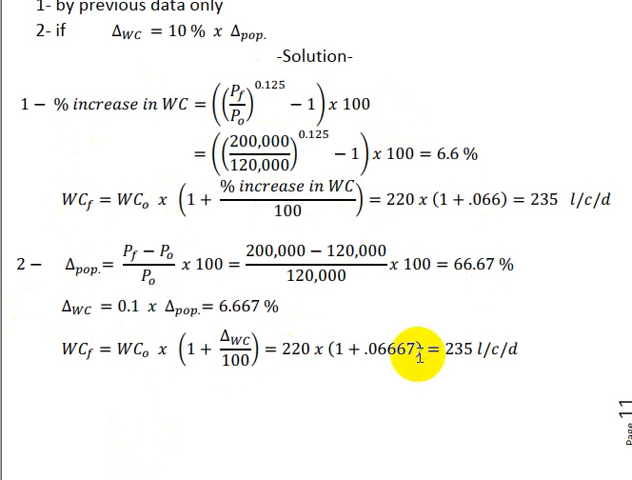 1- by previous data only
2- if Δ_WC = 10 % x Δ_pop.
-Solution-
1 − % increase in WC = ((P_f/P_o)^0.125 − 1) x 100
= ((200,000/120,000)^0.125 − 1) x 100 = 6.6 %
WC_f = WC_o x (1 + % increase in WC/100) = 220 x (1 + .066) = 235 l/c/d
2 − Δ_pop. = P_f − P_o/P_o x 100 = 200,000 − 120,000/120,000 x 100 = 66.67 %
Δ_WC = 0.1 x Δ_pop. = 6.667 %
WC_f = WC_o x (1 + Δ_WC/100) = 220 x (1 + .06667) = 235 l/c/d
Page 11